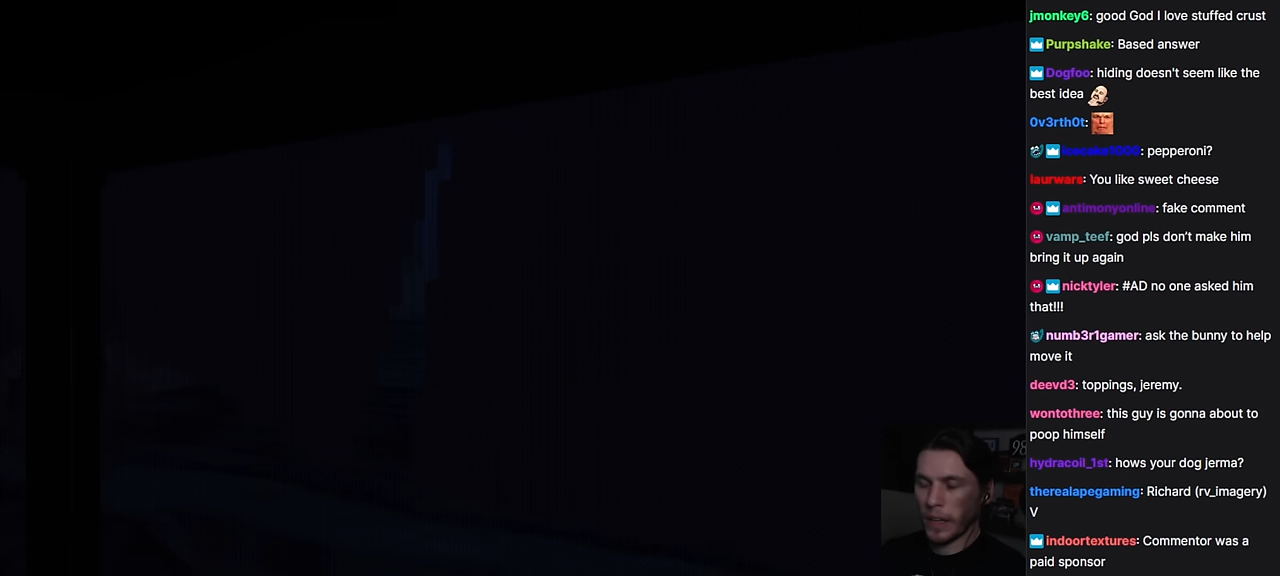 jmonkey6: good God I love stuffed crust
Purpshake: Based answer
Dogfoo: hiding doesn't seem like the
best idea
0v3rth0t:
: pepperoni?
laurwars: You like sweet cheese
antimonyonline: fake comment
vamp_teef: god pls don’t make him
bring it up again
nicktyler: #AD no one asked him
that!!!
numb3r1gamer: ask the bunny to help
move it
deevd3: toppings, jeremy.
wontothree: this guy is gonna about to
poop himself
98
hydracoil_1st: hows your dog jerma?
therealapegaming: Richard (rv_imagery)
V
indoortextures: Commentor was a
paid sponsor